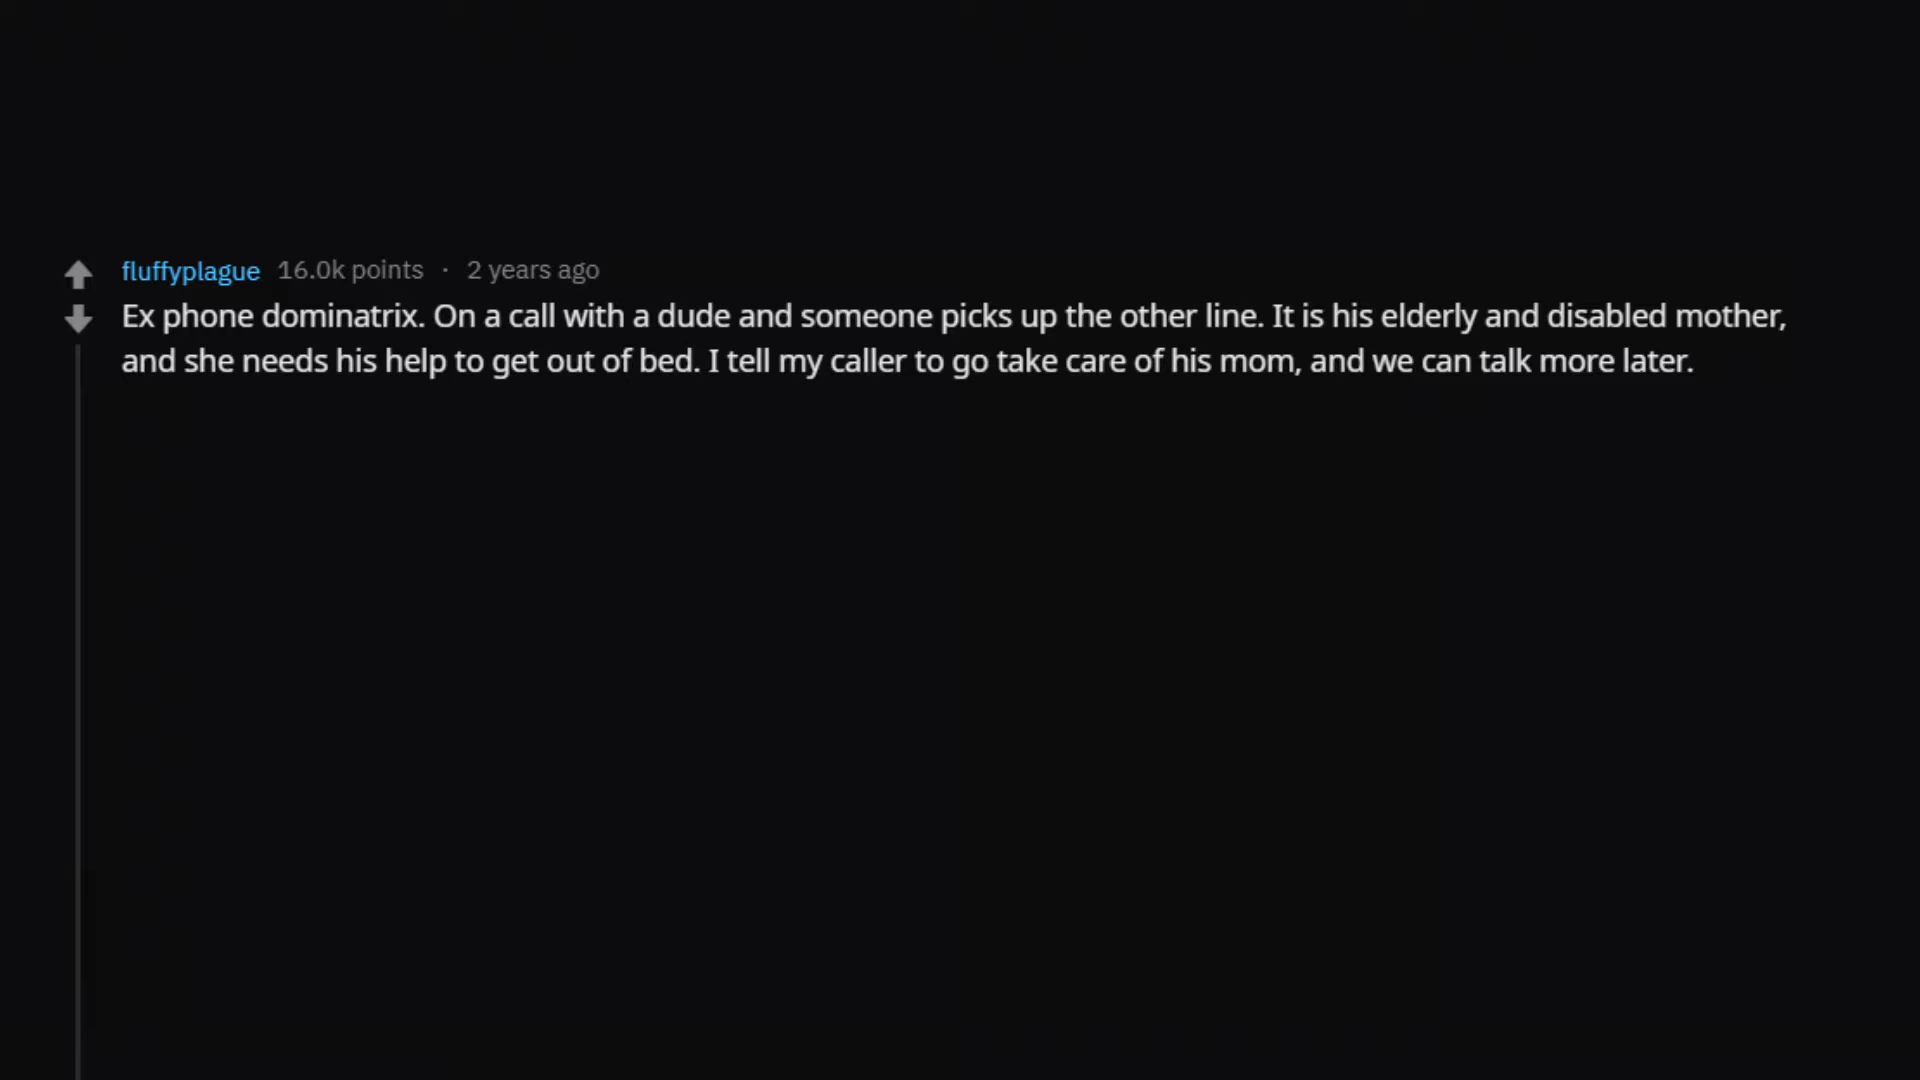 fluffyplague 16.0k points · 2 years ago
Ex phone dominatrix. On a call with a dude and someone picks up the other line. It is his elderly and disabled mother,
and she needs his help to get out of bed. I tell my caller to go take care of his mom, and we can talk more later.